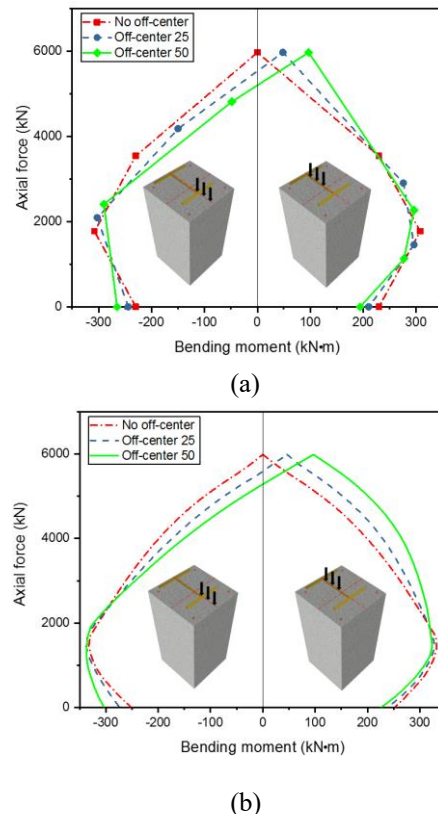 No off-center
Off-center 25
Off-center 50
Axial force (kN)
6000
4000
2000
0
-300 -200 -100 0 100 200 300
Bending moment (kN•m)
(a)
No off-center
Off-center 25
Off-center 50
Axial force (kN)
6000
4000
2000
0
-300 -200 -100 0 100 200 300
Bending moment (kN•m)
(b)